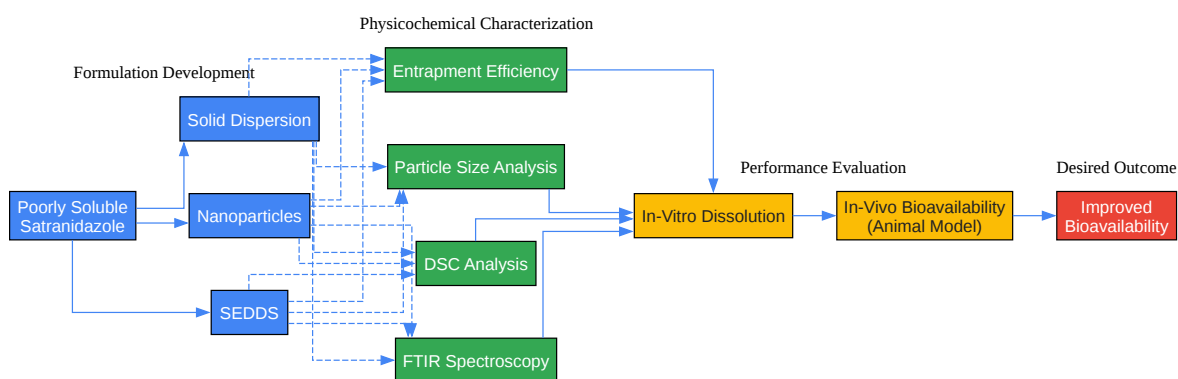 Physicochemical Characterization
Formulation Development
Entrapment Efficiency
Solid Dispersion
Particle Size Analysis
Performance Evaluation
Desired Outcome
Poorly Soluble
Satranidazole
Nanoparticles
In-Vitro Dissolution
In-Vivo Bioavailability
(Animal Model)
Improved
Bioavailability
DSC Analysis
SEDDS
FTIR Spectroscopy